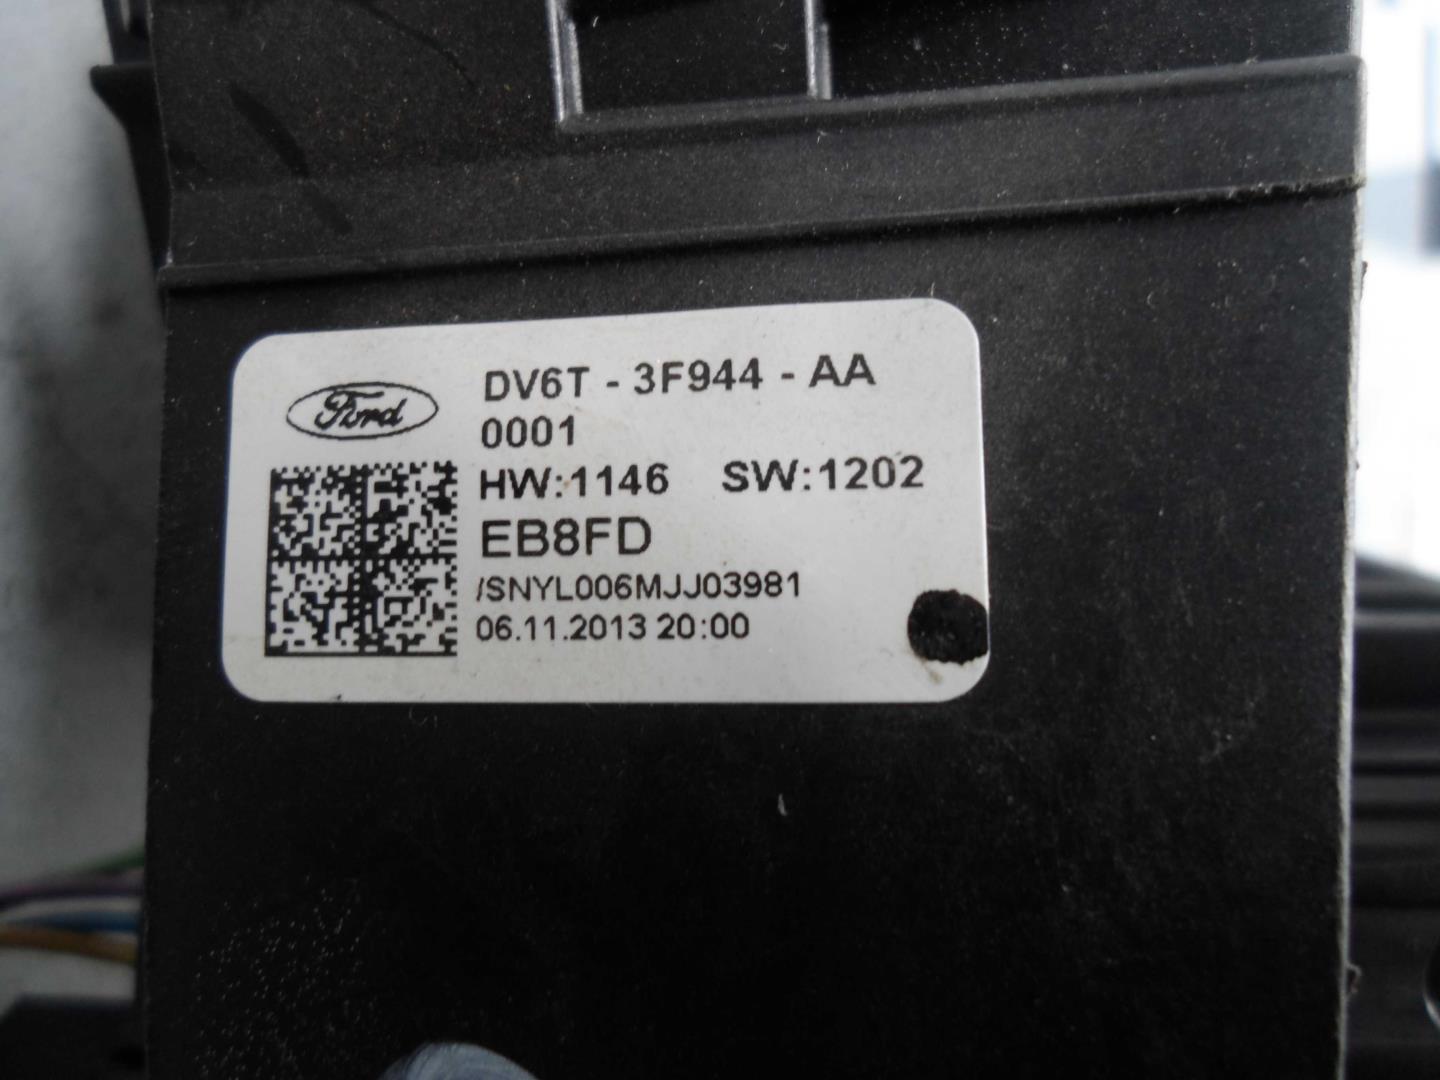 Ford
DV6T - 3F944 - AA
0001
HW:1146 SW:1202
EB8FD
/SNYL006MJJ03981
06.11.2013 20:00